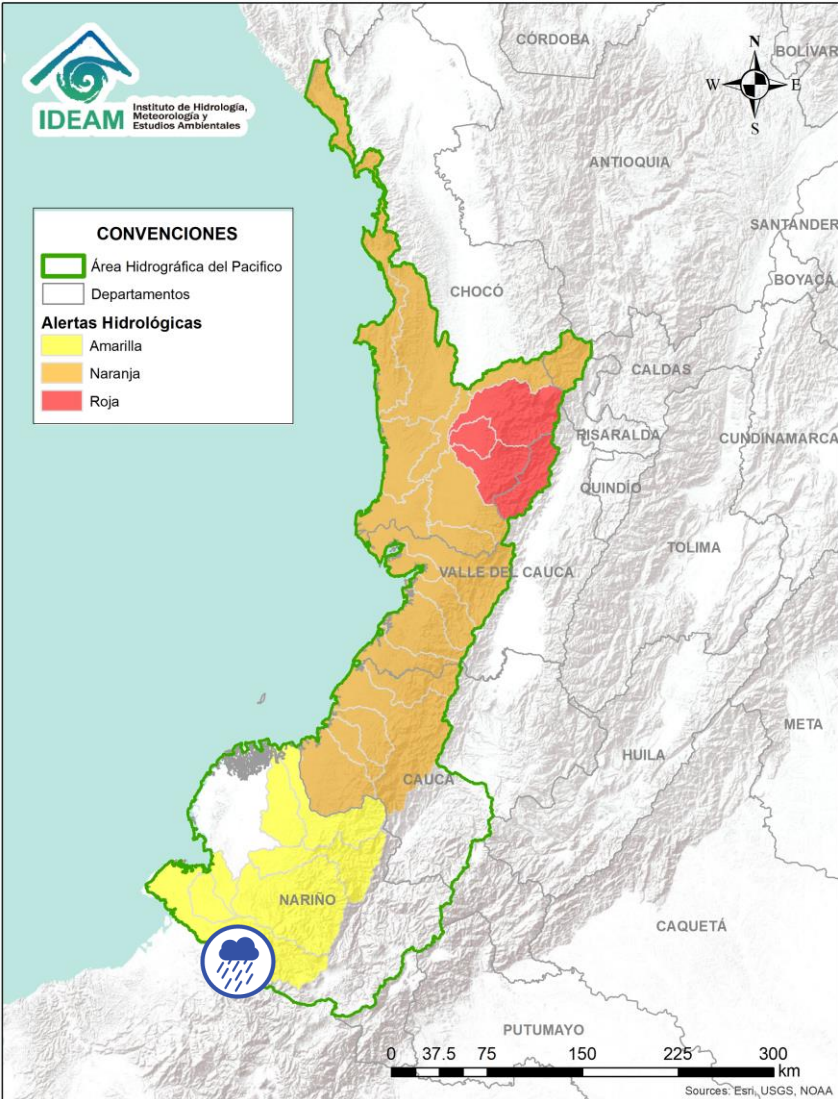 IDEAM
Instituto de Hidrología,
Meteorología y
Estudios Ambientales
N
W
E
S
CONVENCIONES
Área Hidrográfica del Pacifico
Departamentos
Alertas Hidrológicas
Amarilla
Naranja
Roja
CÓRDOBA
BOLÍVAR
ANTIOQUIA
SANTANDER
BOYACÁ
CHOCÓ
CALDAS
RISARALDA
CUNDINAMARCA
QUINDÍO
TOLIMA
VALLE DEL CAUCA
META
HUILA
CAUCA
NARIÑO
CAQUETÁ
PUTUMAYO
0 37.5 75 150 225 300
km
Sources: Esri, USGS, NOAA